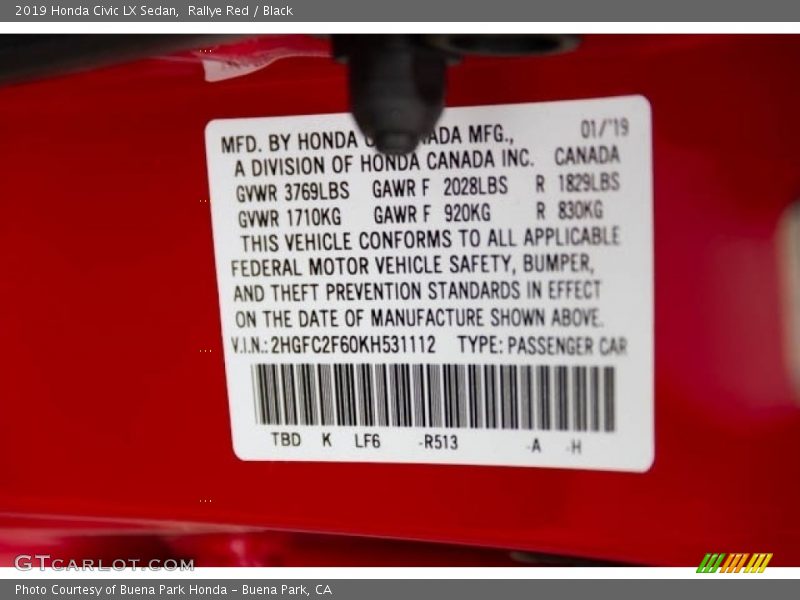 2019 Honda Civic LX Sedan, Rallye Red / Black
MFD. BY HONDA MFG., 01/'19
A DIVISION OF HONDA CANADA INC. CANADA
GVWR 3769LBS GAWR F 2028LBS R 1829LBS
GVWR 1710KG GAWR F 920KG R 830KG
THIS VEHICLE CONFORMS TO ALL APPLICABLE
FEDERAL MOTOR VEHICLE SAFETY, BUMPER,
AND THEFT PREVENTION STANDARDS IN EFFECT
ON THE DATE OF MANUFACTURE SHOWN ABOVE.
V.I.N.: 2HGFC2F60KH531112 TYPE: PASSENGER CAR
TBD K LF6 -R513 -A -H
GTCARLOT.COM
Photo Courtesy of Buena Park Honda - Buena Park, CA